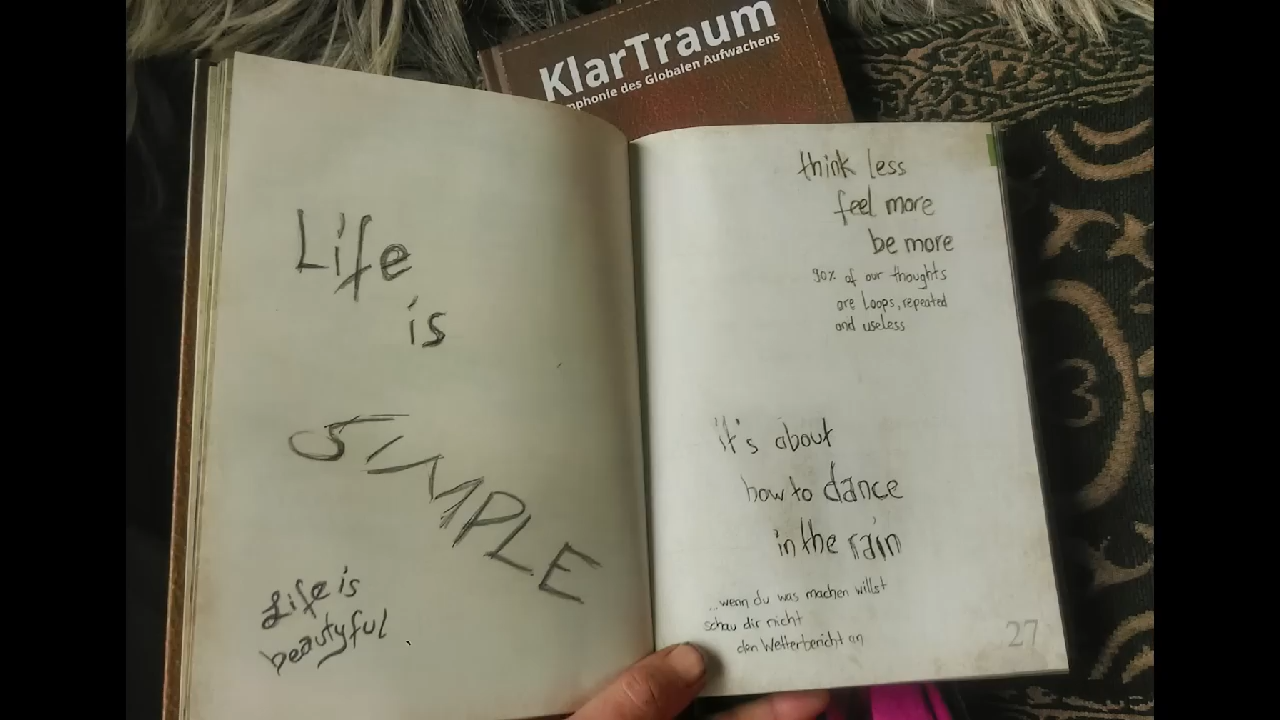 KlarTraum
mphonie des Globalen Aufwachens
Life
is
SIMPLE
Life is
beautyful
think less
feel more
be more
90% of our thoughts
are loops, repeated
and useless
it's about
how to dance
in the rain
...wenn du was machen willst
schau dir nicht
den Wetterbericht an
27